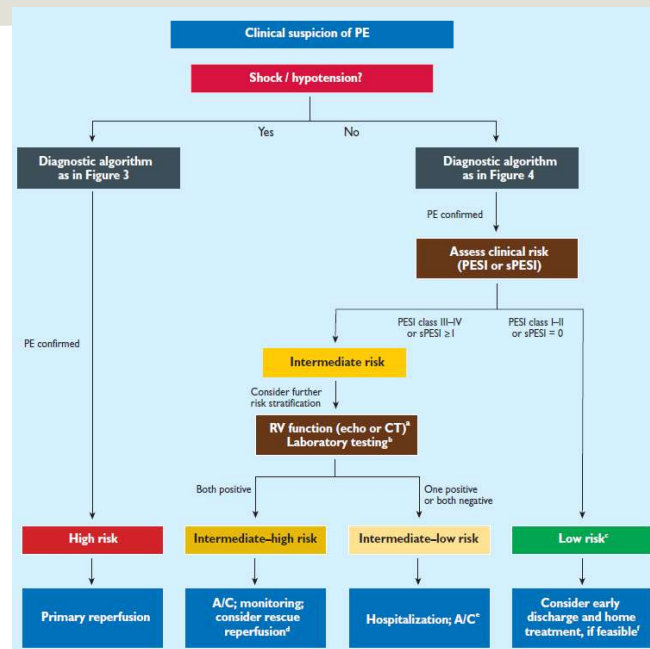 Clinical suspicion of PE
Shock / hypotension?
Yes
No
Diagnostic algorithm
as in Figure 3
Diagnostic algorithm
as in Figure 4
PE confirmed
Assess clinical risk
(PESI or sPESI)
PESI class III–IV
or sPESI ≥1
PESI class I–II
or sPESI = 0
PE confirmed
Intermediate risk
Consider further
risk stratification
RV function (echo or CT)a
Laboratory testingb
Both positive
One positive
or both negative
High risk
Intermediate–high risk
Intermediate–low risk
Low riskc
Primary reperfusion
A/C; monitoring;
consider rescue
reperfusiond
Hospitalization; A/Ce
Consider early
discharge and home
treatment, if feasiblef